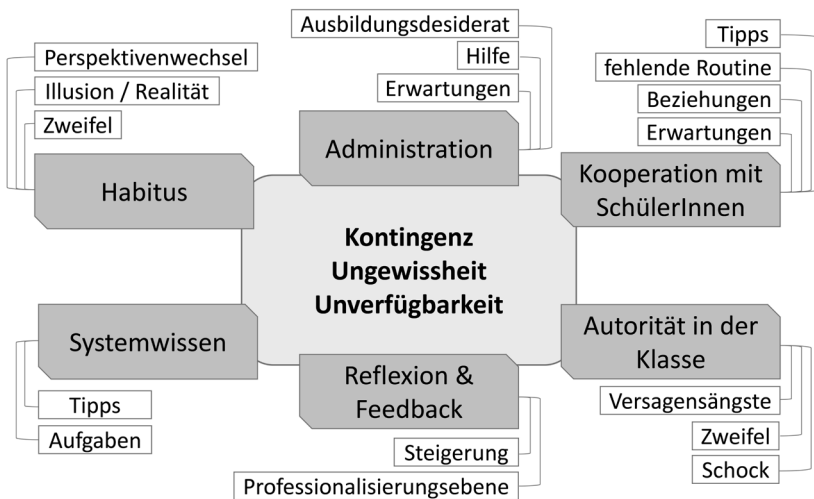 Ausbildungsdesiderat
Hilfe
Erwartungen
Administration
Perspektivenwechsel
Illusion / Realität
Zweifel
Habitus
Tipps
fehlende Routine
Beziehungen
Erwartungen
Kooperation mit
SchülerInnen
Kontingenz
Ungewissheit
Unverfügbarkeit
Systemwissen
Tipps
Aufgaben
Reflexion &
Feedback
Steigerung
Professionalisierungsebene
Autorität in der
Klasse
Versagensängste
Zweifel
Schock